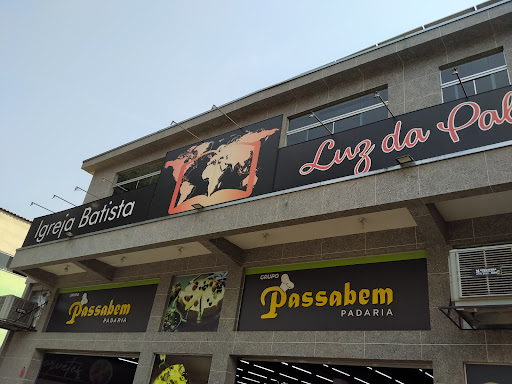 Igreja Batista
Luz da Pal
Passabem
PADARIA
GRUPO
Passabem
PADARIA